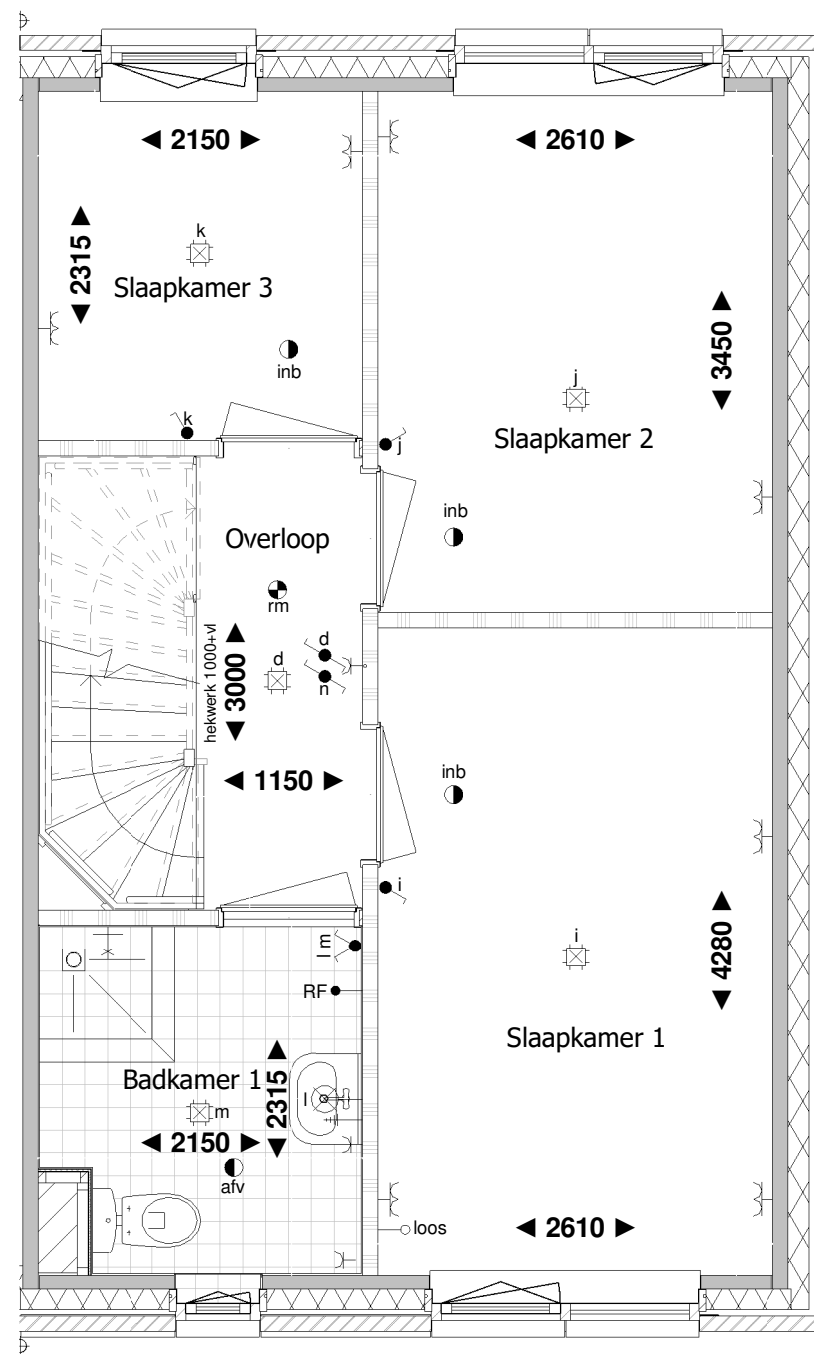 ◄ 2150 ►
◄ 2610 ►
k
◄ 2315 ►
Slaapkamer 3
inb
◄ 3450 ►
j
k
j
Slaapkamer 2
inb
Overloop
rm
d
d
n
hekwerk 1000+vl
◄ 3000 ►
◄ 1150 ►
inb
i
l m
i
◄ 4280 ►
RF
Slaapkamer 1
Badkamer 1
◄ 2315 ►
l
m
◄ 2150 ►
afv
loos
◄ 2610 ►